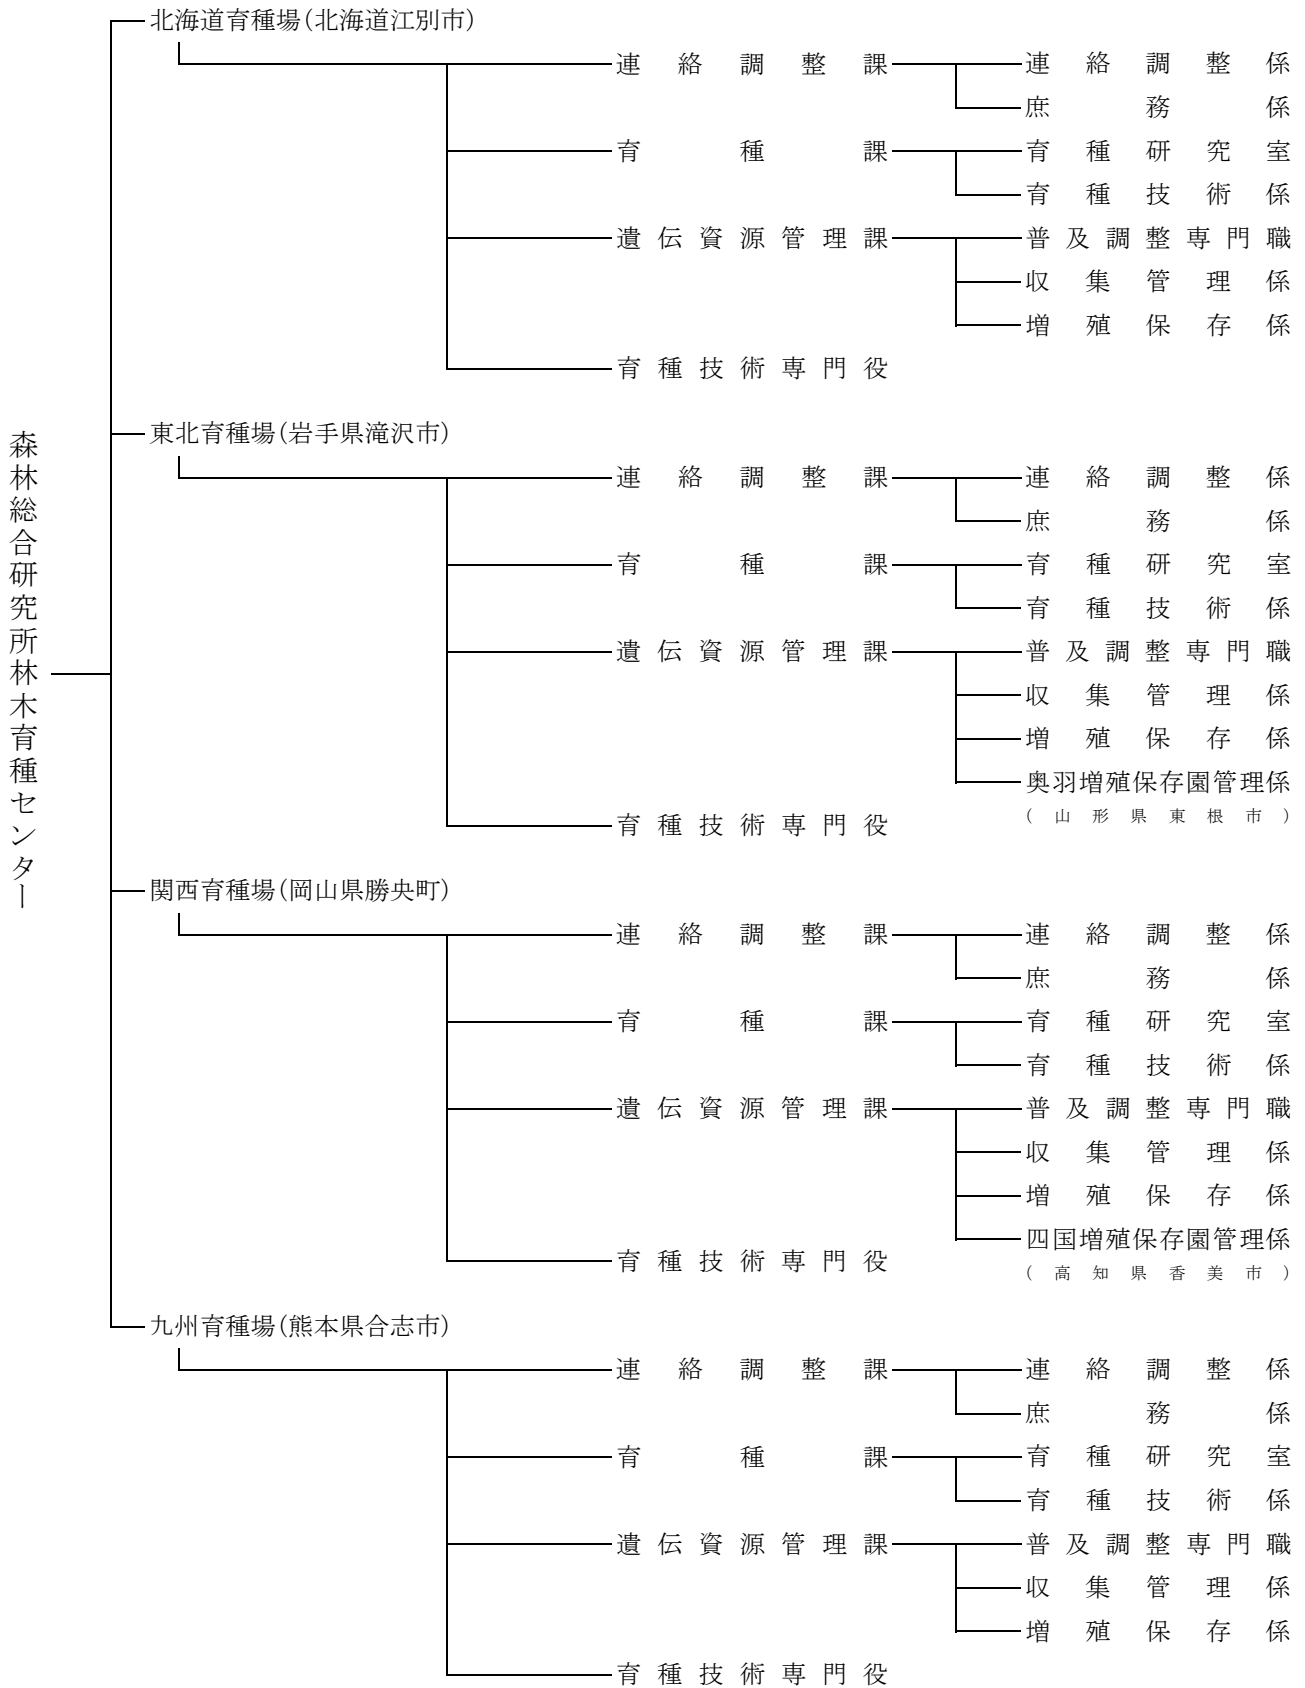 森林総合研究所林木育種センター
北海道育種場(北海道江別市)
連絡調整課 連絡調整係
庶務係
育種課 育種研究室
育種技術係
遺伝資源管理課 普及調整専門職
収集管理係
増殖保存係
育種技術専門役
東北育種場(岩手県滝沢市)
連絡調整課 連絡調整係
庶務係
育種課 育種研究室
育種技術係
遺伝資源管理課 普及調整専門職
収集管理係
増殖保存係
奥羽増殖保存園管理係
(山形県東根市)
育種技術専門役
関西育種場(岡山県勝央町)
連絡調整課 連絡調整係
庶務係
育種課 育種研究室
育種技術係
遺伝資源管理課 普及調整専門職
収集管理係
増殖保存係
四国増殖保存園管理係
(高知県香美市)
育種技術専門役
九州育種場(熊本県合志市)
連絡調整課 連絡調整係
庶務係
育種課 育種研究室
育種技術係
遺伝資源管理課 普及調整専門職
収集管理係
増殖保存係
育種技術専門役